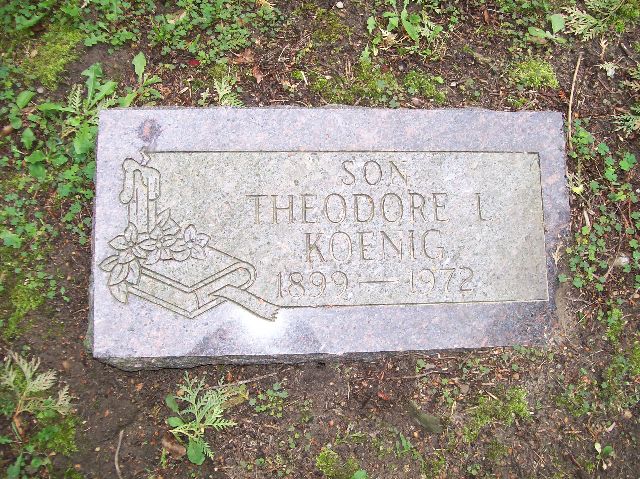 SON
THEODORE L
KOENIG
1899 — 1972